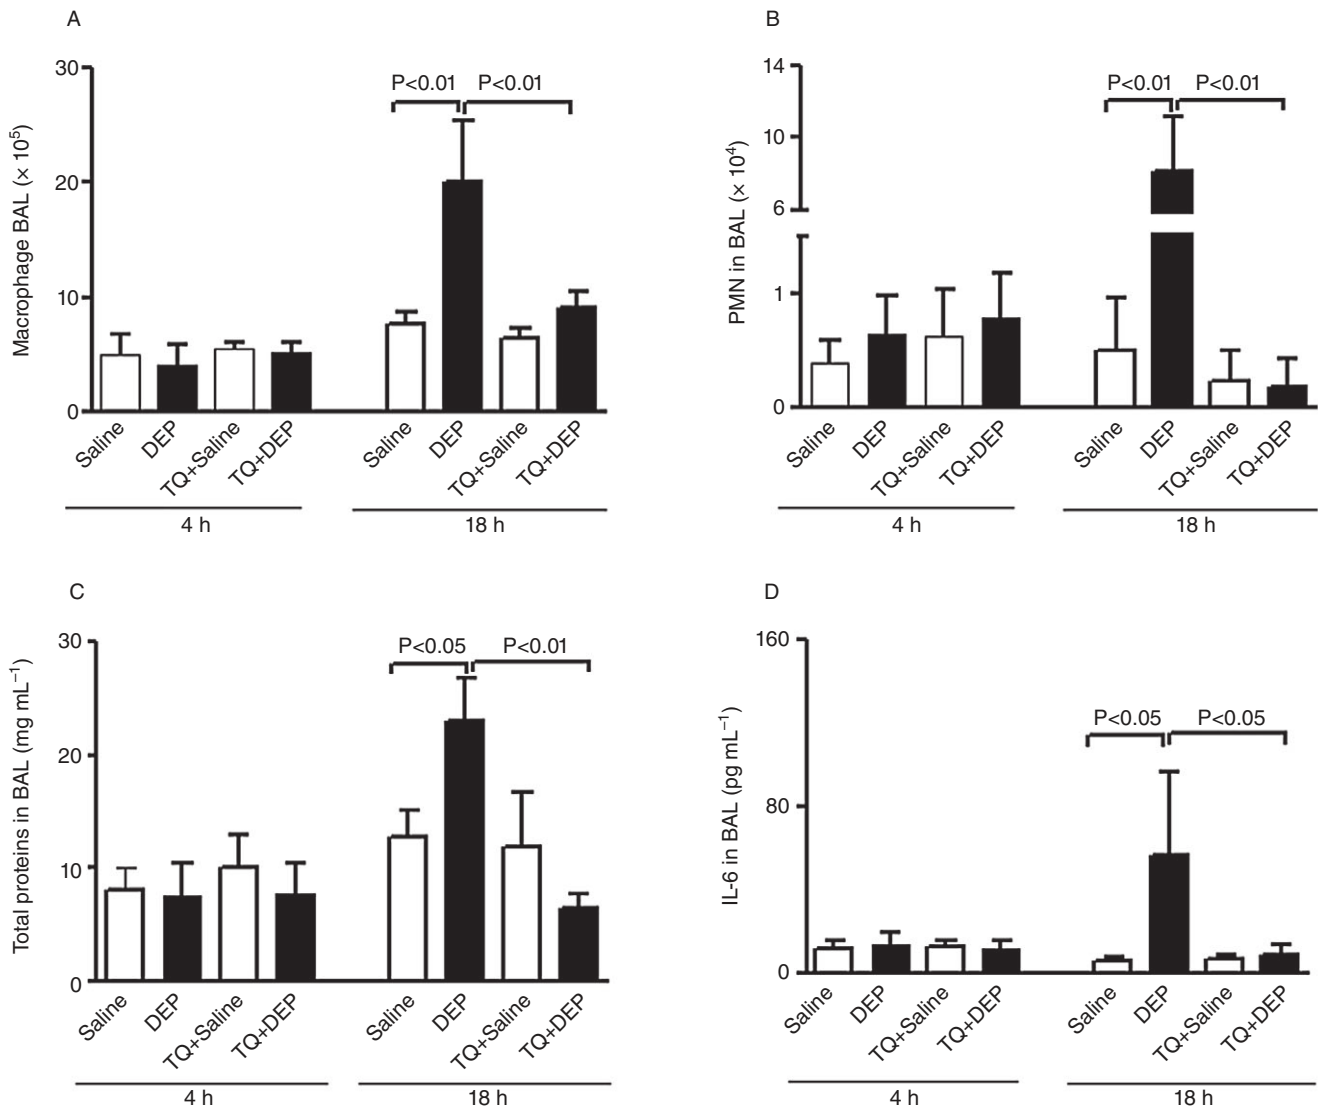 A
Macrophage BAL (× 10⁵)
30
20
10
0
P<0.01 P<0.01
Saline DEP TQ+Saline TQ+DEP Saline DEP TQ+Saline TQ+DEP
4 h 18 h
B
PMN in BAL (× 10⁴)
14
10
6
1
0
P<0.01 P<0.01
Saline DEP TQ+Saline TQ+DEP Saline DEP TQ+Saline TQ+DEP
4 h 18 h
C
Total proteins in BAL (mg mL⁻¹)
30
20
10
0
P<0.05 P<0.01
Saline DEP TQ+Saline TQ+DEP Saline DEP TQ+Saline TQ+DEP
4 h 18 h
D
IL-6 in BAL (pg mL⁻¹)
160
80
0
P<0.05 P<0.05
Saline DEP TQ+Saline TQ+DEP Saline DEP TQ+Saline TQ+DEP
4 h 18 h